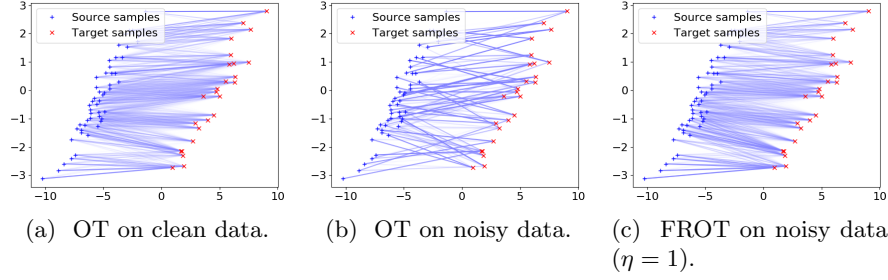 3
2
1
0
−1
−2
−3
−10 −5 0 5 10
Source samples
Target samples
(a) OT on clean data.
3
2
1
0
−1
−2
−3
−10 −5 0 5 10
Source samples
Target samples
(b) OT on noisy data.
3
2
1
0
−1
−2
−3
−10 −5 0 5 10
Source samples
Target samples
(c) FROT on noisy data
(η = 1).